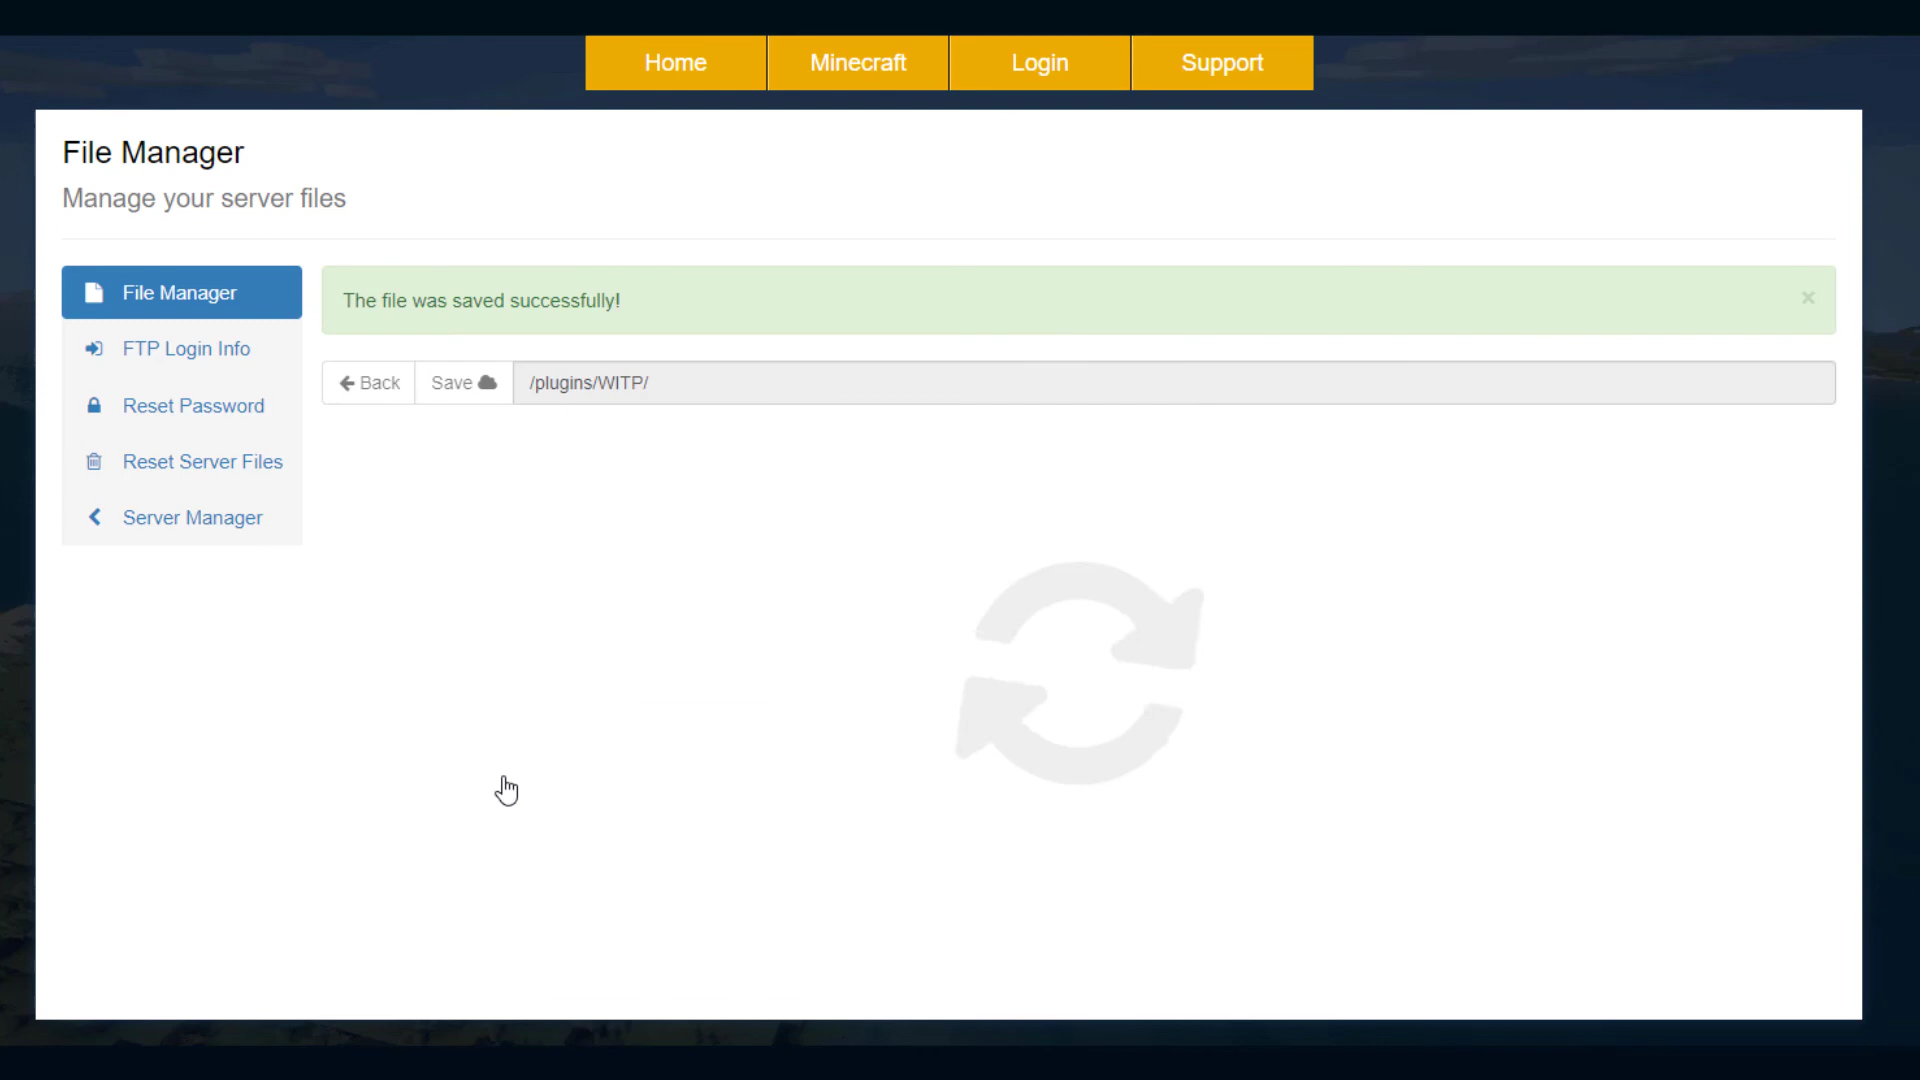 Home Minecraft Login Support
File Manager
Manage your server files
File Manager
FTP Login Info
Reset Password
Reset Server Files
Server Manager
The file was saved successfully!
×
Back Save /plugins/WITP/